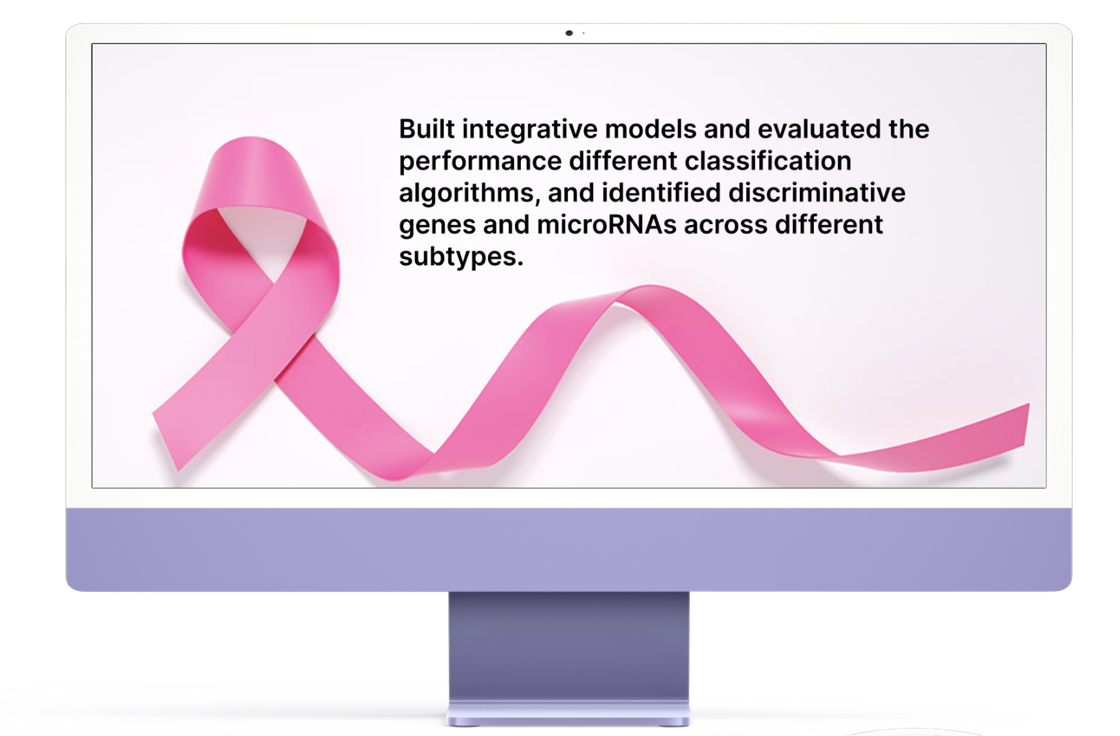 Built integrative models and evaluated the
performance different classification
algorithms, and identified discriminative
genes and microRNAs across different
subtypes.